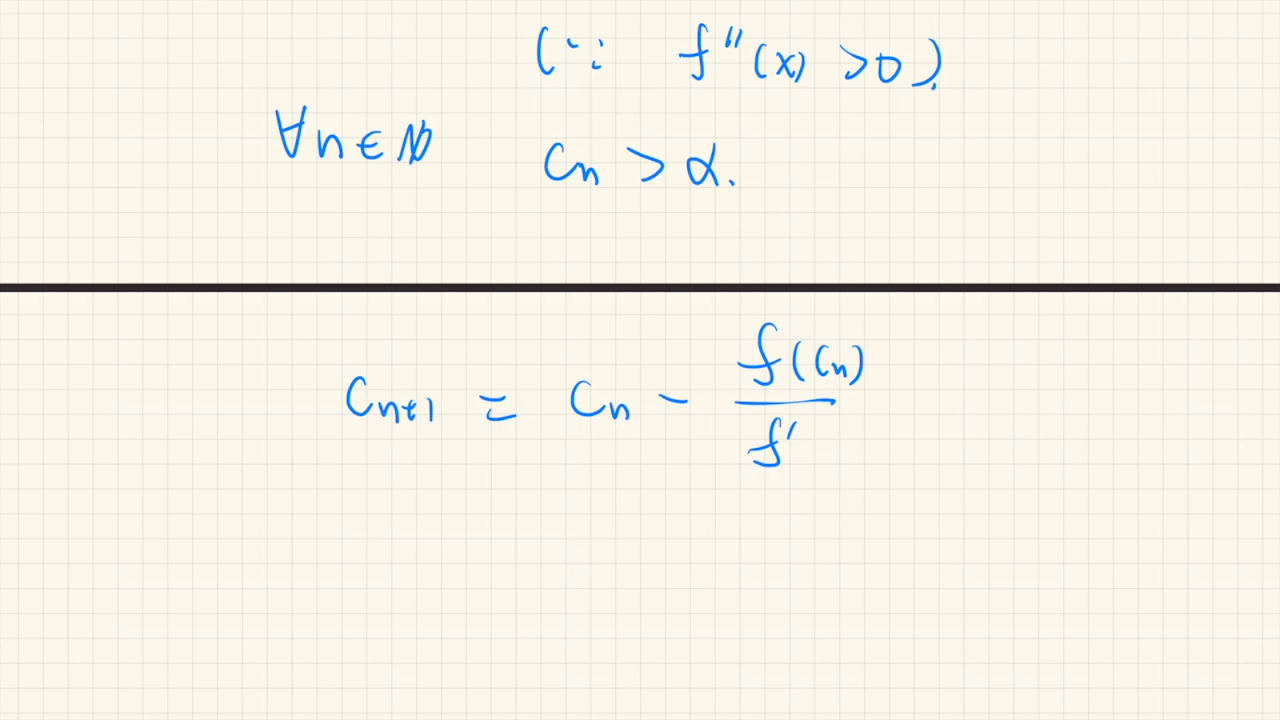 (∵ f''(x) > 0).
∀n ∈ ℕ cₙ > α.
cₙ₊₁ = cₙ - f(cₙ) / f'